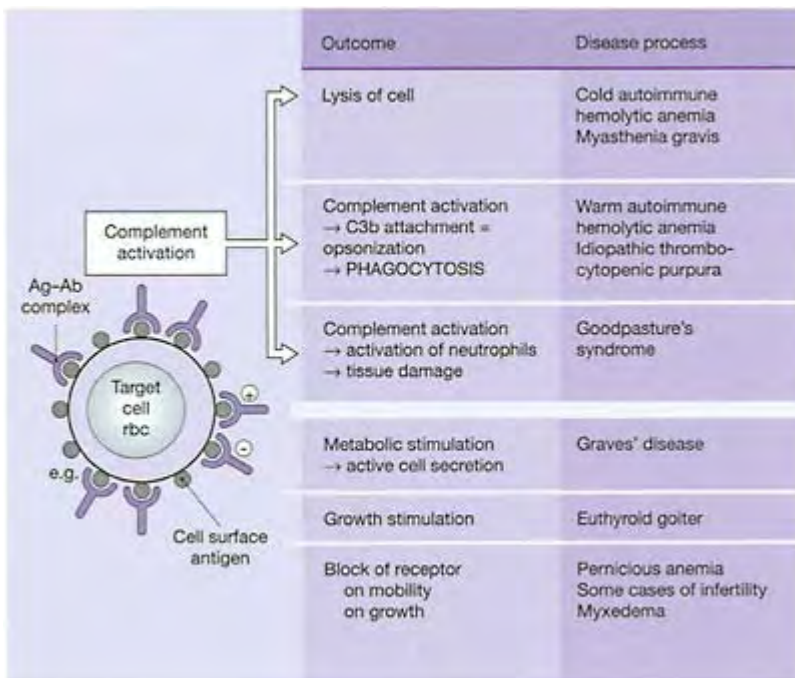 Outcome
Disease process
Lysis of cell
Cold autoimmune
hemolytic anemia
Myasthenia gravis
Complement activation
→ C3b attachment =
opsonization
→ PHAGOCYTOSIS
Warm autoimmune
hemolytic anemia
Idiopathic thrombo-
cytopenic purpura
Complement activation
→ activation of neutrophils
→ tissue damage
Goodpasture's
syndrome
Metabolic stimulation
→ active cell secretion
Graves' disease
Growth stimulation
Euthyroid goiter
Block of receptor
on mobility
on growth
Pernicious anemia
Some cases of infertility
Myxedema
Complement
activation
Ag–Ab
complex
Target
cell
rbc
+
-
e.g.
Cell surface
antigen